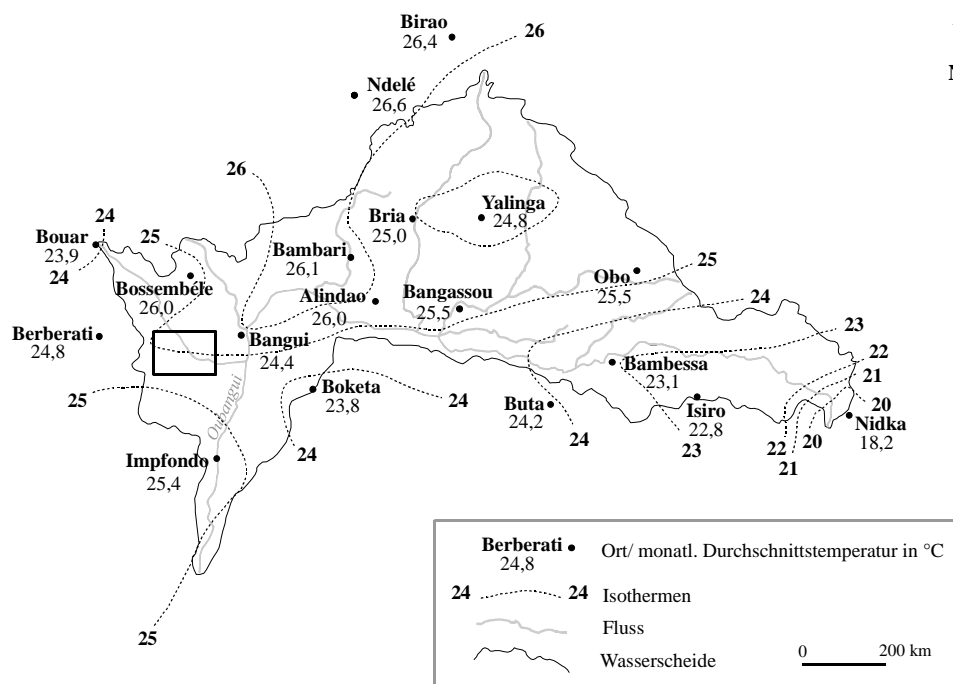 Birao
26,4
26
N
Ndelé
26,6
26
Yalinga
24,8
Bria
25,0
24
Bouar
23,9
24
25
Bambari
26,1
Bossembéle
26,0
Alindao
26,0
Bangassou
25,5
Obo
25,5
25
24
Berberati
24,8
Bangui
24,4
23
Bambessa
23,1
22
21
20
Boketa
23,8
25
24
Buta
24,2
Isiro
22,8
Nidka
18,2
24
24
23
22
20
21
Oubangui
Impfondo
25,4
25
Berberati
24,8
Ort/ monatl. Durchschnittstemperatur in °C
24 24 Isothermen
Fluss
Wasserscheide
0 200 km